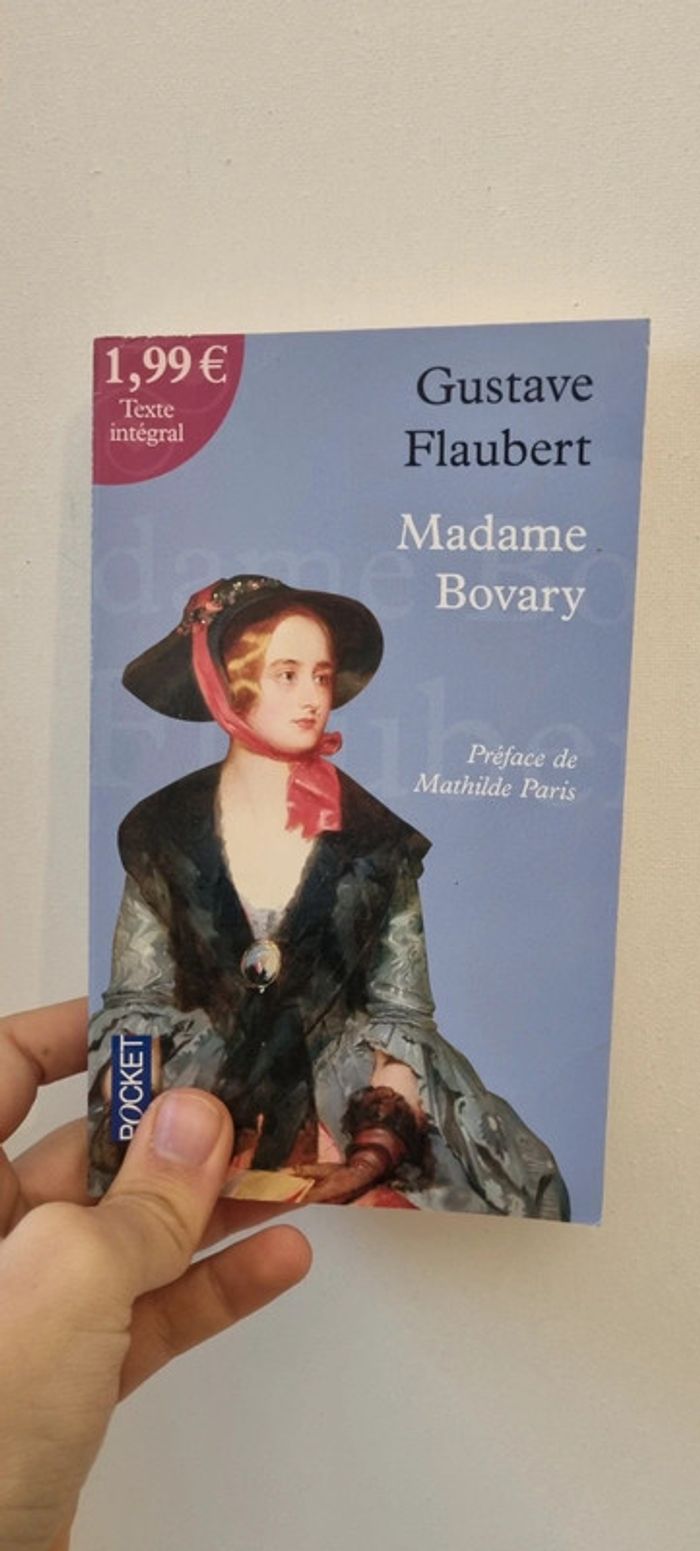 1,99 €
Texte
intégral
Gustave
Flaubert
Madame
Bovary
Préface de
Mathilde Paris
POCKET